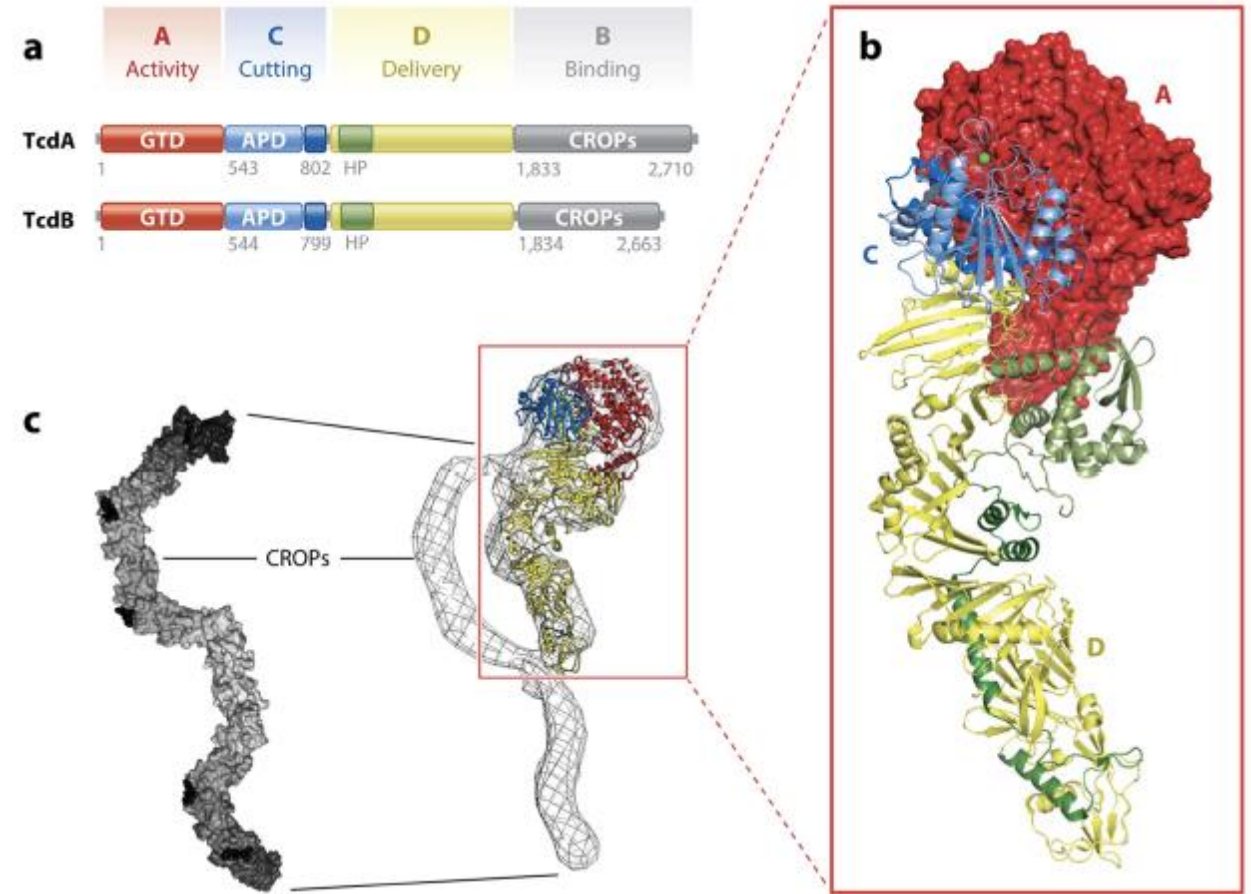 a
A C D B
Activity Cutting Delivery Binding
TcdA GTD APD CROPs
1 543 802 HP 1,833 2,710
TcdB GTD APD CROPs
1 544 799 HP 1,834 2,663
b
A
C
D
c
CROPs